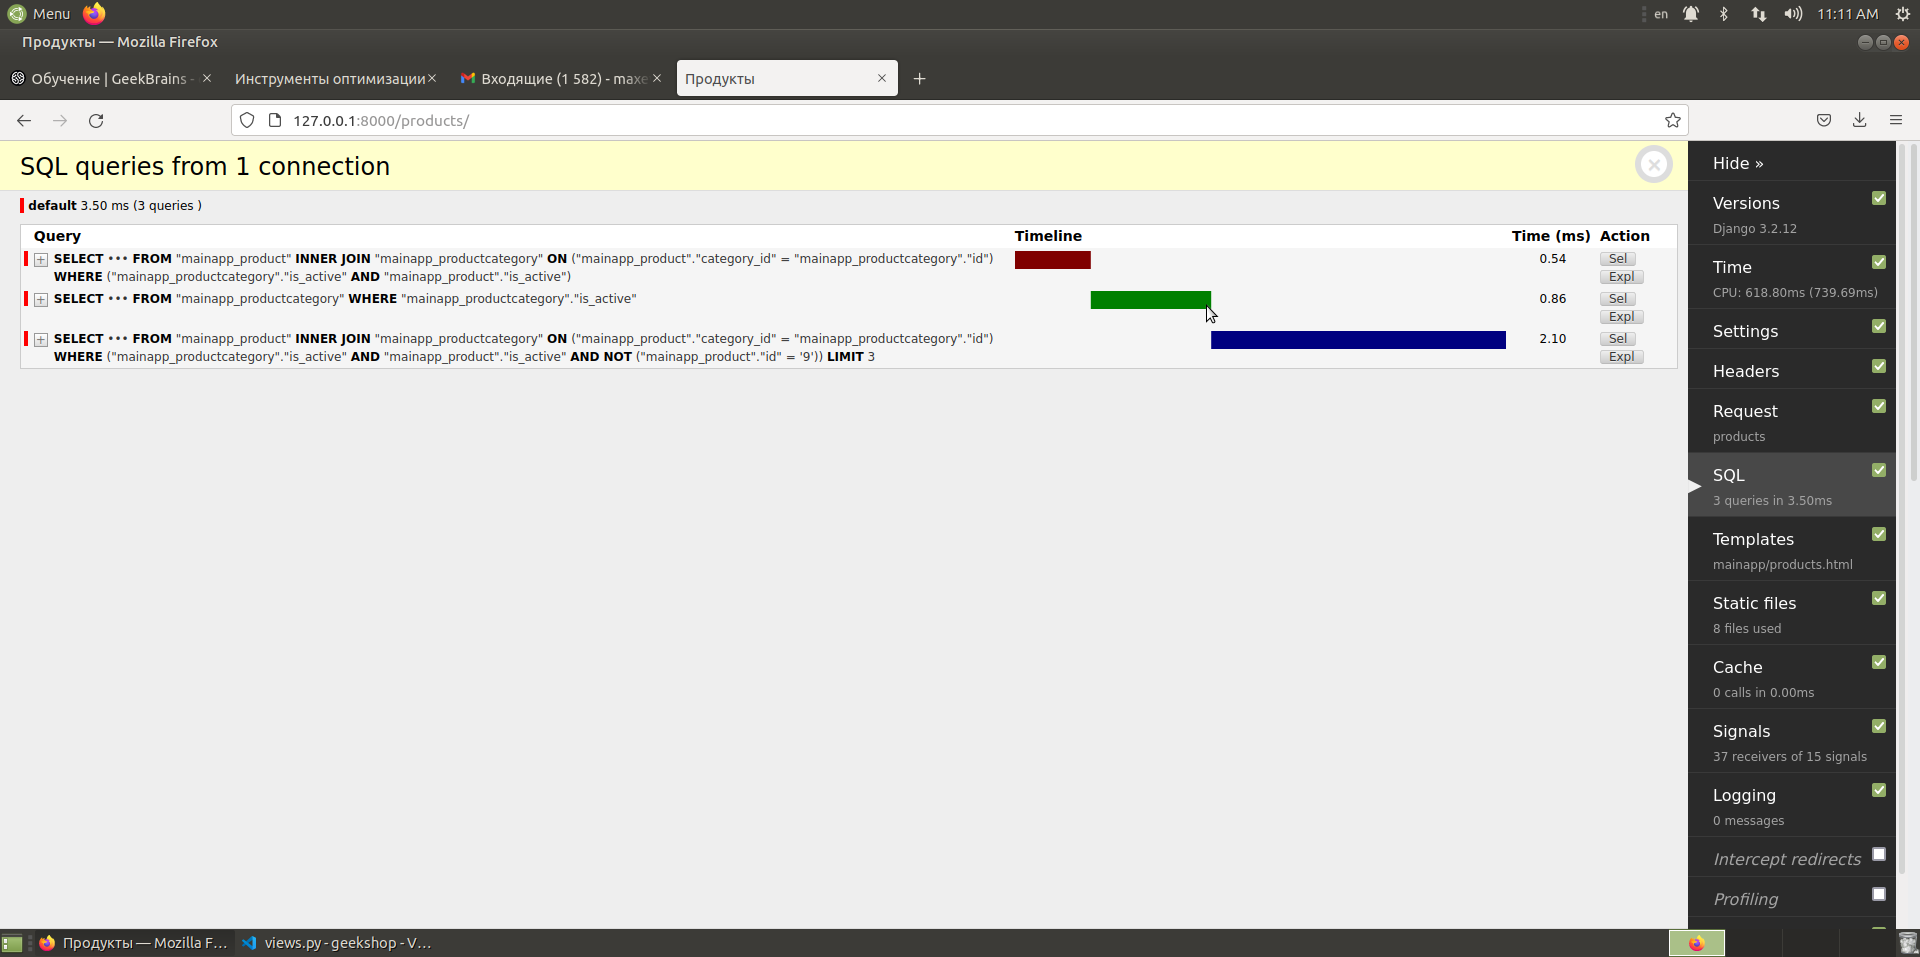 Menu
en
11:11 AM
Продукты — Mozilla Firefox
Обучение | GeekBrains -
Инструменты оптимизации
Входящие (1 582) - maxe
Продукты
127.0.0.1:8000/products/
SQL queries from 1 connection
default 3.50 ms (3 queries )
Query Timeline Time (ms) Action
+ SELECT ••• FROM "mainapp_product" INNER JOIN "mainapp_productcategory" ON ("mainapp_product"."category_id" = "mainapp_productcategory"."id") 0.54 Sel
WHERE ("mainapp_productcategory"."is_active" AND "mainapp_product"."is_active") Expl
+ SELECT ••• FROM "mainapp_productcategory" WHERE "mainapp_productcategory"."is_active" 0.86 Sel
Expl
+ SELECT ••• FROM "mainapp_product" INNER JOIN "mainapp_productcategory" ON ("mainapp_product"."category_id" = "mainapp_productcategory"."id") 2.10 Sel
WHERE ("mainapp_productcategory"."is_active" AND "mainapp_product"."is_active" AND NOT ("mainapp_product"."id" = '9')) LIMIT 3 Expl
Hide »
Versions
Django 3.2.12
Time
CPU: 618.80ms (739.69ms)
Settings
Headers
Request
products
SQL
3 queries in 3.50ms
Templates
mainapp/products.html
Static files
8 files used
Cache
0 calls in 0.00ms
Signals
37 receivers of 15 signals
Logging
0 messages
Intercept redirects
Profiling
Продукты — Mozilla F...
views.py - geekshop - V...